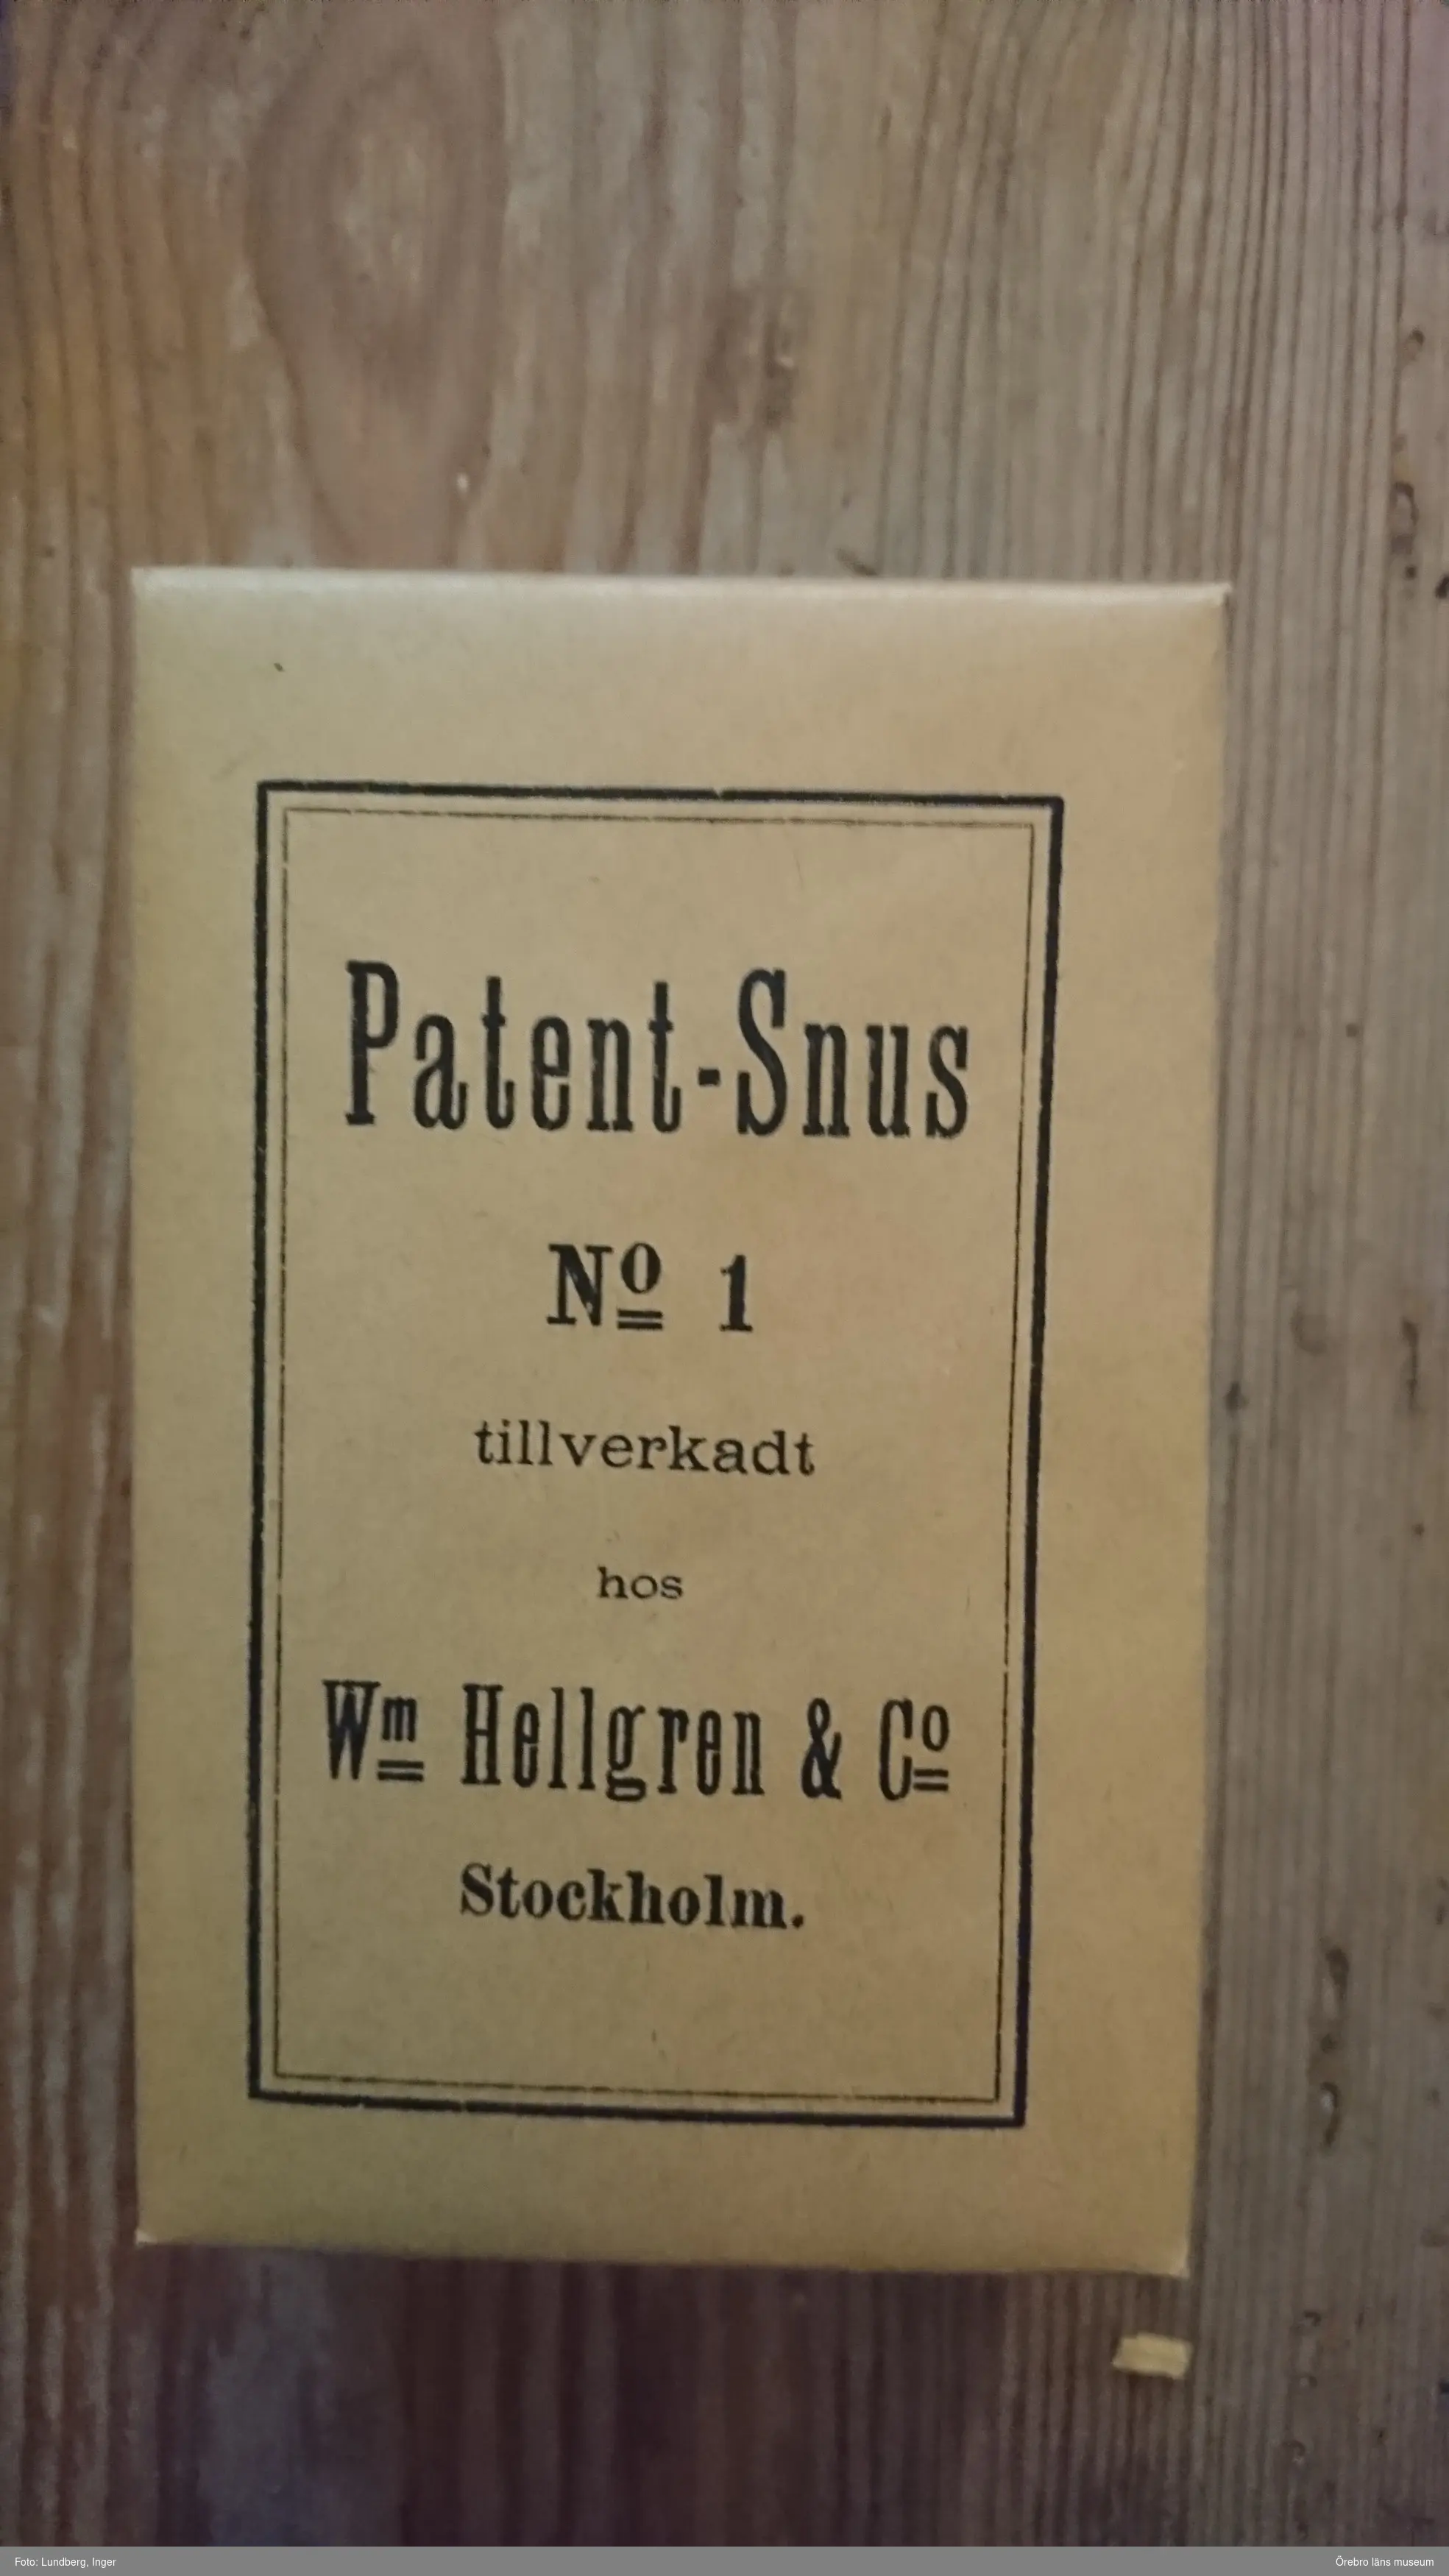 Patent-Snus
Nº 1
tillverkadt
hos
Wm Hellgren & Cº
Stockholm.
Foto: Lundberg, Inger
Örebro läns museum